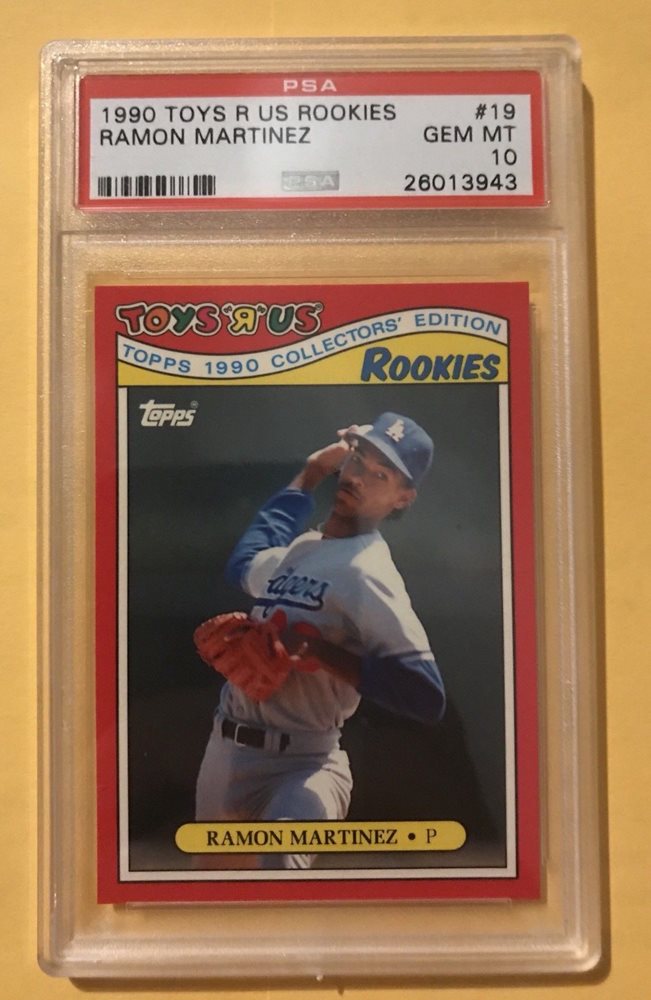 PSA
1990 TOYS R US ROOKIES #19
RAMON MARTINEZ GEM MT
10
PSA 26013943
TOYS "R" US®
TOPPS 1990 COLLECTORS' EDITION
ROOKIES
topps®
LA
dgers
RAMON MARTINEZ • P